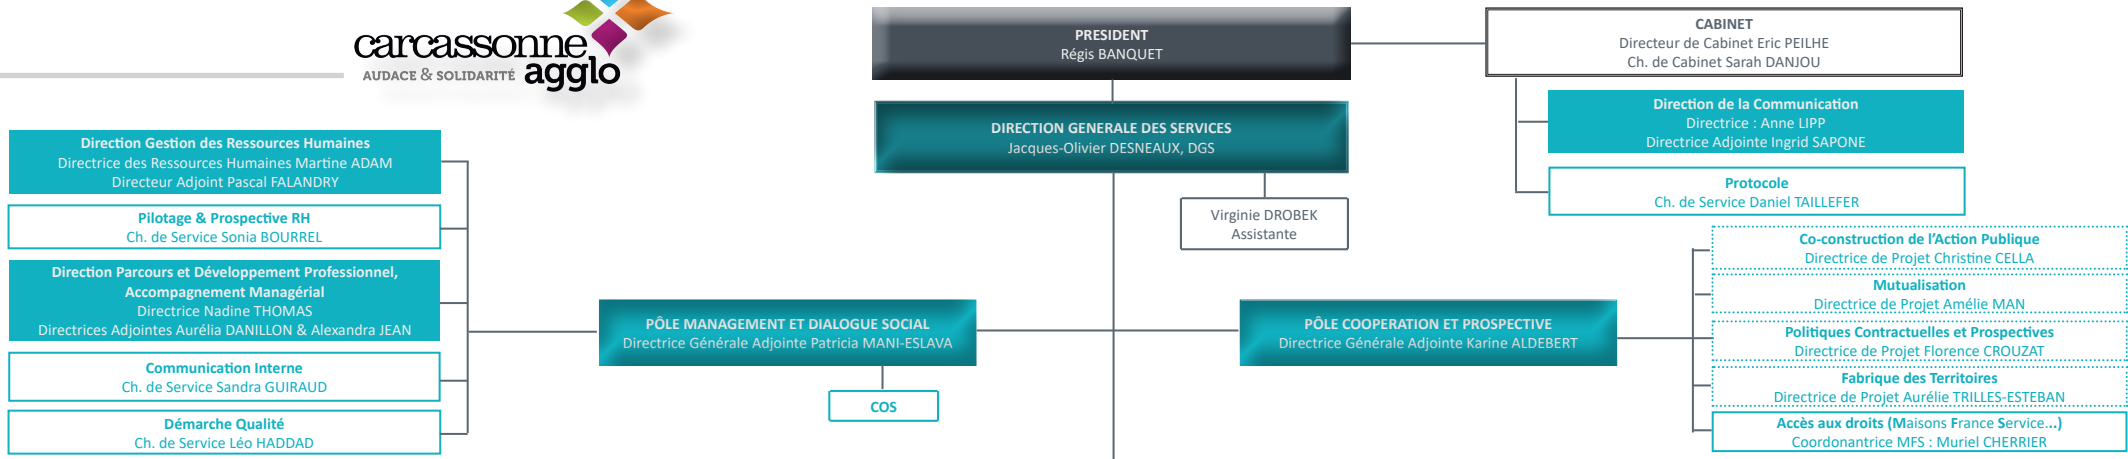 carcassonne
AUDACE & SOLIDARITÉ agglo
PRESIDENT
Régis BANQUET
CABINET
Directeur de Cabinet Eric PEILHE
Ch. de Cabinet Sarah DANJOU
DIRECTION GENERALE DES SERVICES
Jacques-Olivier DESNEAUX, DGS
Virginie DROBEK
Assistante
Direction de la Communication
Directrice : Anne LIPP
Directrice Adjointe Ingrid SAPONE
Protocole
Ch. de Service Daniel TAILLEFER
Direction Gestion des Ressources Humaines
Directrice des Ressources Humaines Martine ADAM
Directeur Adjoint Pascal FALANDRY
Pilotage & Prospective RH
Ch. de Service Sonia BOURREL
Direction Parcours et Développement Professionnel,
Accompagnement Managérial
Directrice Nadine THOMAS
Directrices Adjointes Aurélia DANILLON & Alexandra JEAN
Communication Interne
Ch. de Service Sandra GUIRAUD
Démarche Qualité
Ch. de Service Léo HADDAD
PÔLE MANAGEMENT ET DIALOGUE SOCIAL
Directrice Générale Adjointe Patricia MANI-ESLAVA
COS
PÔLE COOPERATION ET PROSPECTIVE
Directrice Générale Adjointe Karine ALDEBERT
Co-construction de l'Action Publique
Directrice de Projet Christine CELLA
Mutualisation
Directrice de Projet Amélie MAN
Politiques Contractuelles et Prospectives
Directrice de Projet Florence CROUZAT
Fabrique des Territoires
Directrice de Projet Aurélie TRILLES-ESTEBAN
Accès aux droits (Maisons France Service...)
Coordonantrice MFS : Muriel CHERRIER